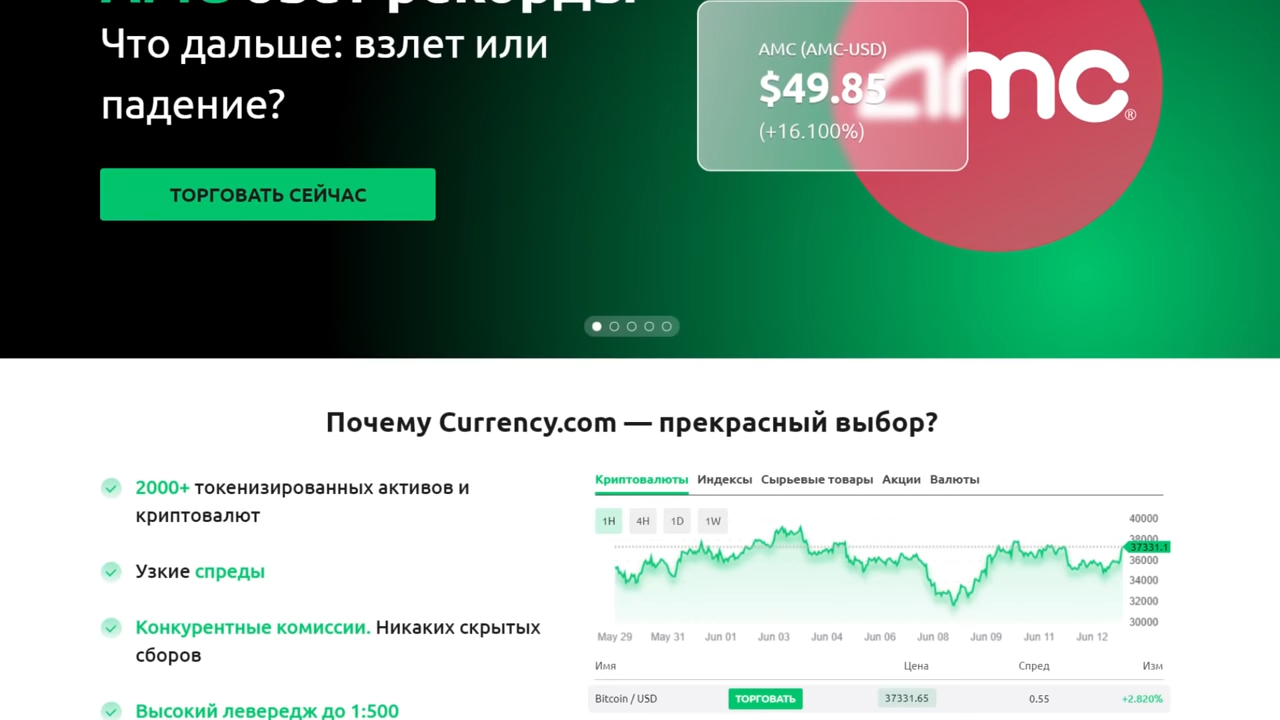 Что дальше: взлет или
падение?
ТОРГОВАТЬ СЕЙЧАС
AMC (AMC-USD)
$49.85
(+16.100%)
amc®
Почему Currency.com — прекрасный выбор?
2000+ токенизированных активов и
криптовалют
Узкие спреды
Конкурентные комиссии. Никаких скрытых
сборов
Высокий левередж до 1:500
Криптовалюты Индексы Сырьевые товары Акции Валюты
1H 4H 1D 1W
40000
38000
37331.1
36000
34000
32000
30000
May 29 May 31 Jun 01 Jun 03 Jun 04 Jun 06 Jun 08 Jun 09 Jun 11 Jun 12
Имя Цена Спред Изм
Bitcoin / USD ТОРГОВАТЬ 37331.65 0.55 +2.820%